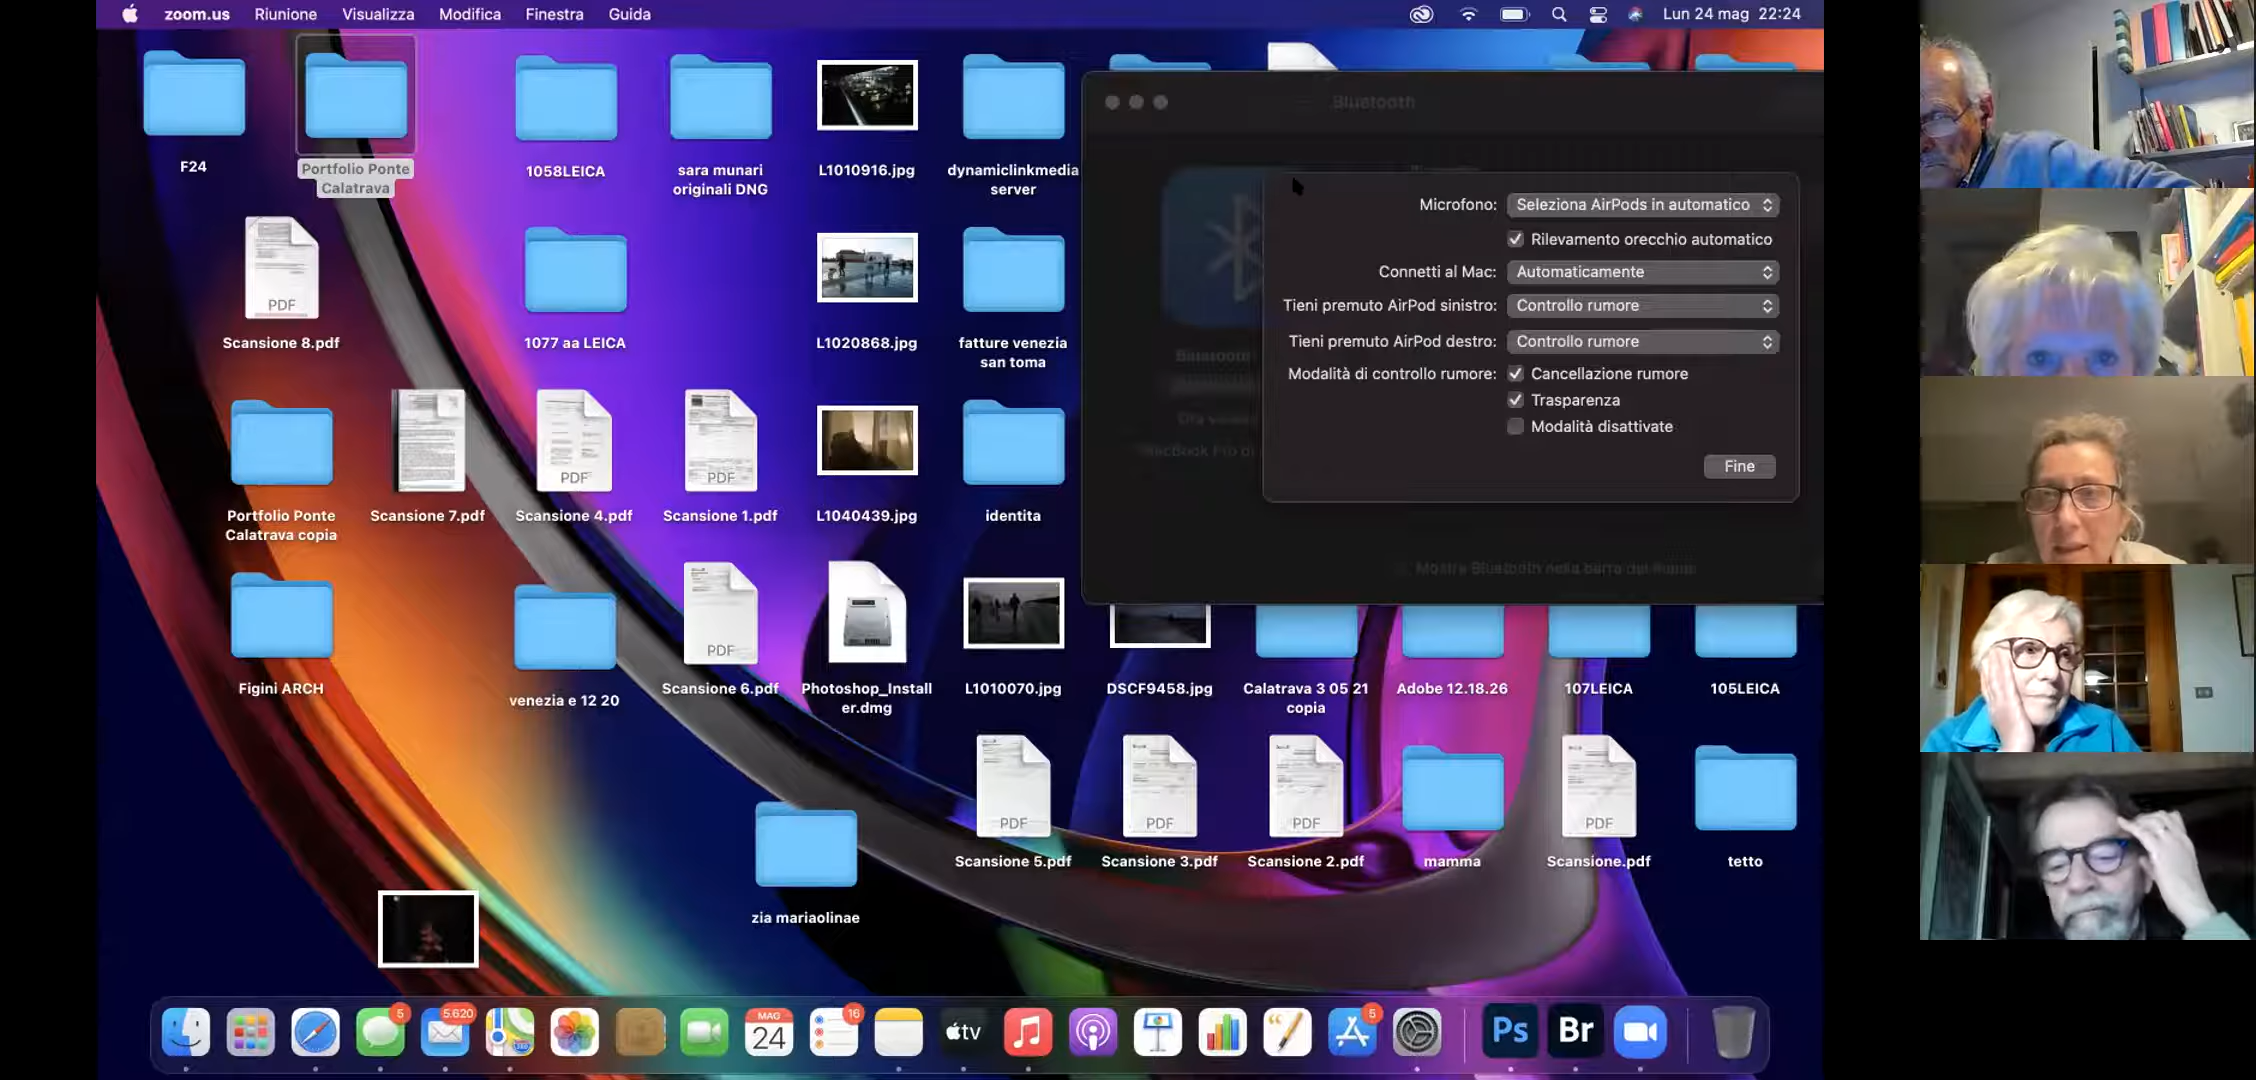 zoom.us Riunione Visualizza Modifica Finestra Guida Lun 24 mag 22:24
F24
Portfolio Ponte
Calatrava
1058LEICA
sara munari
originali DNG
L1010916.jpg
dynamiclinkmedia
server
Bluetooth
Microfono: Seleziona AirPods in automatico
Rilevamento orecchio automatico
Connetti al Mac: Automaticamente
Tieni premuto AirPod sinistro: Controllo rumore
Tieni premuto AirPod destro: Controllo rumore
Modalità di controllo rumore: Cancellazione rumore
Trasparenza
Modalità disattivate
Fine
Mostra Bluetooth nella barra dei menu
PDF
Scansione 8.pdf
1077 aa LEICA
L1020868.jpg
fatture venezia
san toma
Portfolio Ponte
Calatrava copia
Scansione 7.pdf
PDF
Scansione 4.pdf
PDF
Scansione 1.pdf
L1040439.jpg
identita
Figini ARCH
venezia e 12 20
PDF
Scansione 6.pdf
Photoshop_Install
er.dmg
L1010070.jpg
DSCF9458.jpg
Calatrava 3 05 21
copia
Adobe 12.18.26
107LEICA
105LEICA
zia mariaolinae
PDF
Scansione 5.pdf
PDF
Scansione 3.pdf
PDF
Scansione 2.pdf
mamma
PDF
Scansione.pdf
tetto
5
5.620
MAG
24
16
tv
5
Ps
Br